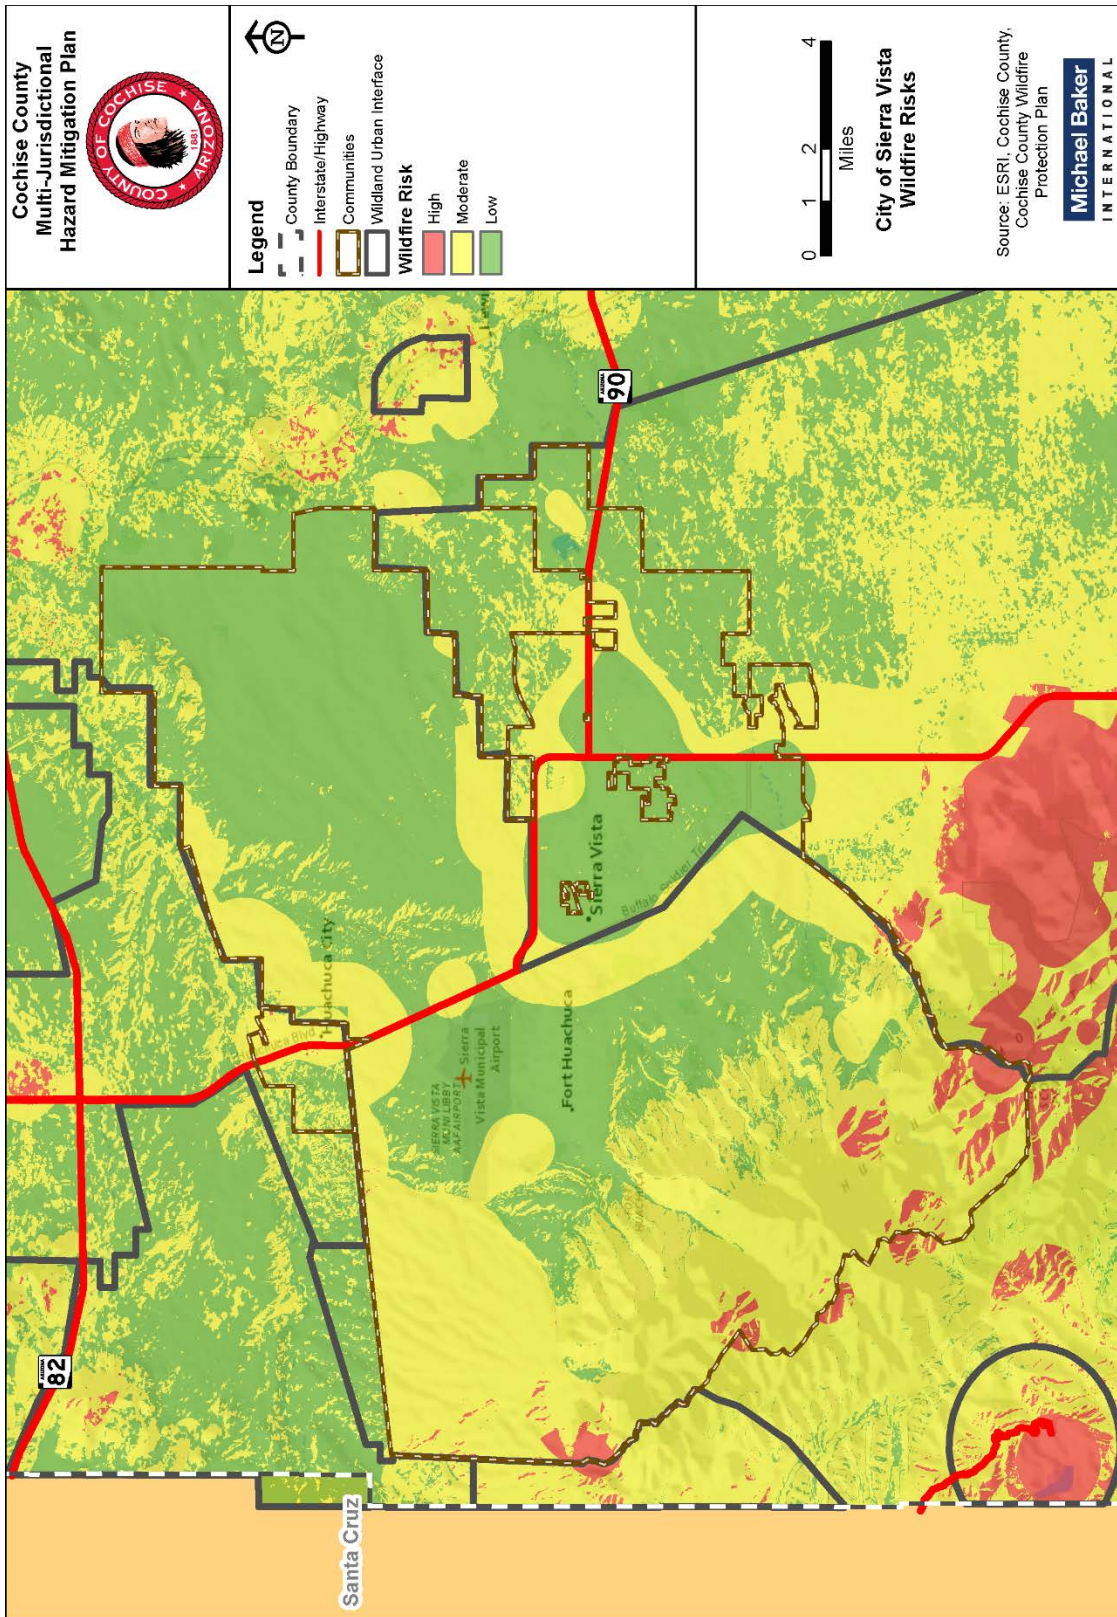 Cochise County
Multi-Jurisdictional
Hazard Mitigation Plan
COUNTY OF COCHISE
1881
ARIZONA
N
Legend
County Boundary
Interstate/Highway
Communities
Wildland Urban Interface
Wildfire Risk
High
Moderate
Low
0 1 2 4
Miles
City of Sierra Vista
Wildfire Risks
Source: ESRI, Cochise County,
Cochise County Wildfire
Protection Plan
Michael Baker
INTERNATIONAL
Santa Cruz
ARIZONA
82
ARIZONA
90
Huachuca City
SIERRA VISTA
MUNI LIBBY
AAF AIRPORT
Sierra
Vista Municipal
Airport
Fort Huachuca
Sierra Vista
Buffalo Soldier Tr